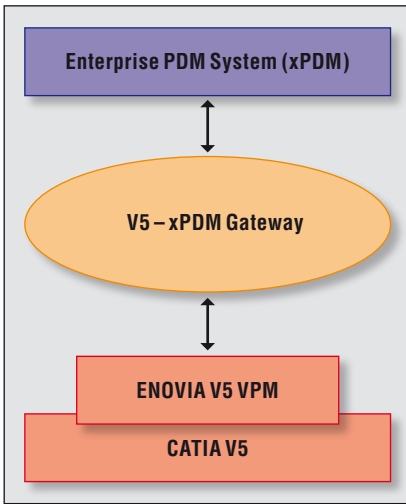 Enterprise PDM System (xPDM)
V5 – xPDM Gateway
ENOVIA V5 VPM
CATIA V5